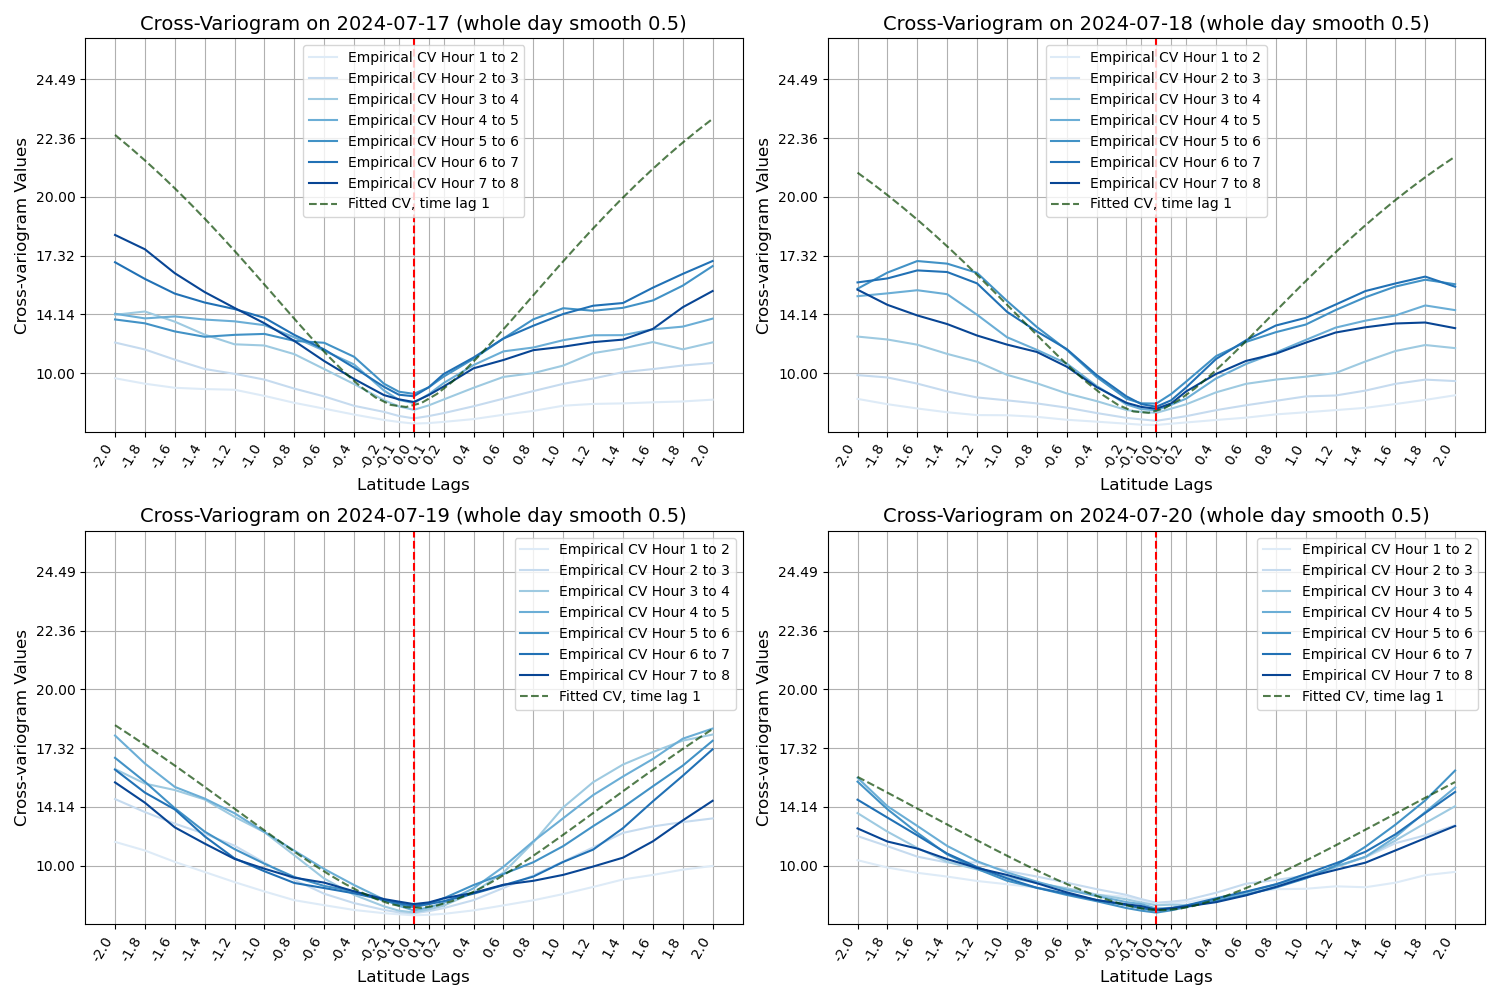 Cross-Variogram on 2024-07-17 (whole day smooth 0.5)
Cross-variogram Values
24.49
22.36
20.00
17.32
14.14
10.00
Empirical CV Hour 1 to 2
Empirical CV Hour 2 to 3
Empirical CV Hour 3 to 4
Empirical CV Hour 4 to 5
Empirical CV Hour 5 to 6
Empirical CV Hour 6 to 7
Empirical CV Hour 7 to 8
Fitted CV, time lag 1
-2.0 -1.8 -1.6 -1.4 -1.2 -1.0 -0.8 -0.6 -0.4 -0.2 -0.1 0.0 0.1 0.2 0.4 0.6 0.8 1.0 1.2 1.4 1.6 1.8 2.0
Latitude Lags
Cross-Variogram on 2024-07-18 (whole day smooth 0.5)
Cross-variogram Values
24.49
22.36
20.00
17.32
14.14
10.00
Empirical CV Hour 1 to 2
Empirical CV Hour 2 to 3
Empirical CV Hour 3 to 4
Empirical CV Hour 4 to 5
Empirical CV Hour 5 to 6
Empirical CV Hour 6 to 7
Empirical CV Hour 7 to 8
Fitted CV, time lag 1
-2.0 -1.8 -1.6 -1.4 -1.2 -1.0 -0.8 -0.6 -0.4 -0.2 -0.1 0.0 0.1 0.2 0.4 0.6 0.8 1.0 1.2 1.4 1.6 1.8 2.0
Latitude Lags
Cross-Variogram on 2024-07-19 (whole day smooth 0.5)
Cross-variogram Values
24.49
22.36
20.00
17.32
14.14
10.00
Empirical CV Hour 1 to 2
Empirical CV Hour 2 to 3
Empirical CV Hour 3 to 4
Empirical CV Hour 4 to 5
Empirical CV Hour 5 to 6
Empirical CV Hour 6 to 7
Empirical CV Hour 7 to 8
Fitted CV, time lag 1
-2.0 -1.8 -1.6 -1.4 -1.2 -1.0 -0.8 -0.6 -0.4 -0.2 -0.1 0.0 0.1 0.2 0.4 0.6 0.8 1.0 1.2 1.4 1.6 1.8 2.0
Latitude Lags
Cross-Variogram on 2024-07-20 (whole day smooth 0.5)
Cross-variogram Values
24.49
22.36
20.00
17.32
14.14
10.00
Empirical CV Hour 1 to 2
Empirical CV Hour 2 to 3
Empirical CV Hour 3 to 4
Empirical CV Hour 4 to 5
Empirical CV Hour 5 to 6
Empirical CV Hour 6 to 7
Empirical CV Hour 7 to 8
Fitted CV, time lag 1
-2.0 -1.8 -1.6 -1.4 -1.2 -1.0 -0.8 -0.6 -0.4 -0.2 -0.1 0.0 0.1 0.2 0.4 0.6 0.8 1.0 1.2 1.4 1.6 1.8 2.0
Latitude Lags